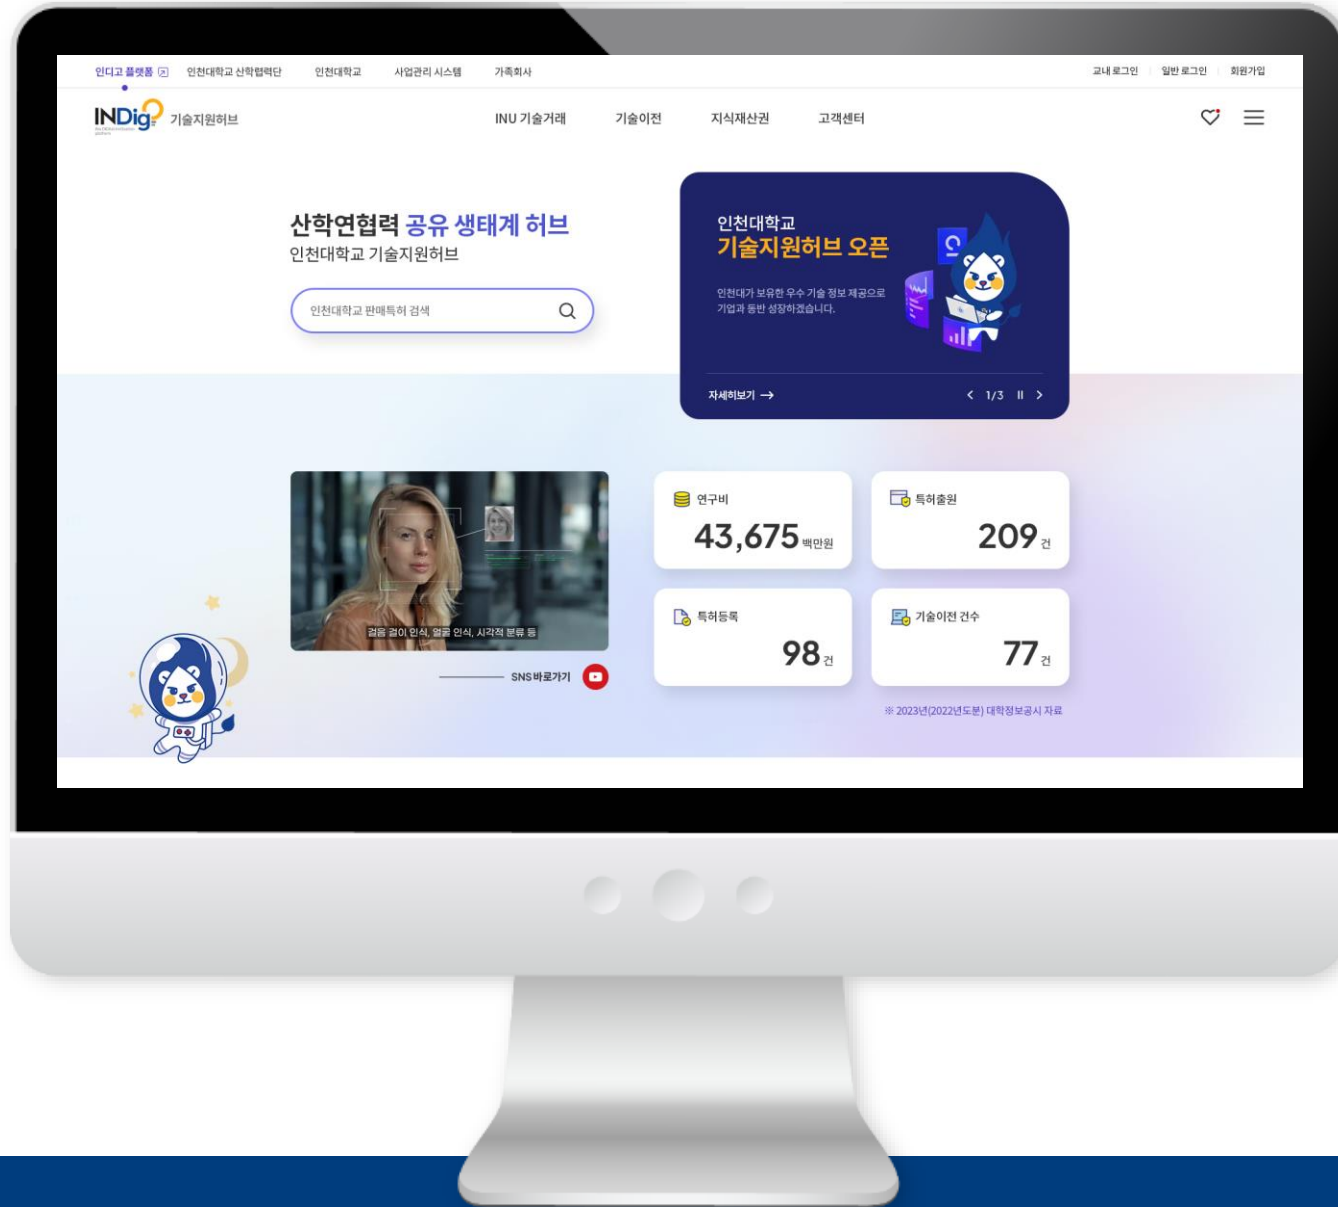 인디고 플랫폼
인천대학교 산학협력단
인천대학교
사업관리 시스템
가족회사
교내 로그인
일반 로그인
회원가입
INDig
기술지원허브
INU 기술거래
기술이전
지식재산권
고객센터
산학연협력 공유 생태계 허브
인천대학교 기술지원허브
인천대학교 판매특허 검색
인천대학교
기술지원허브 오픈
인천대가 보유한 우수 기술 정보 제공으로
기업과 동반 성장하겠습니다.
자세히보기 →
< 1/3 II >
걸음 걸이 인식, 얼굴 인식, 시각적 분류 등
SNS 바로가기
연구비
43,675 백만원
특허출원
209 건
특허등록
98 건
기술이전 건수
77 건
※ 2023년(2022년도분) 대학정보공시 자료